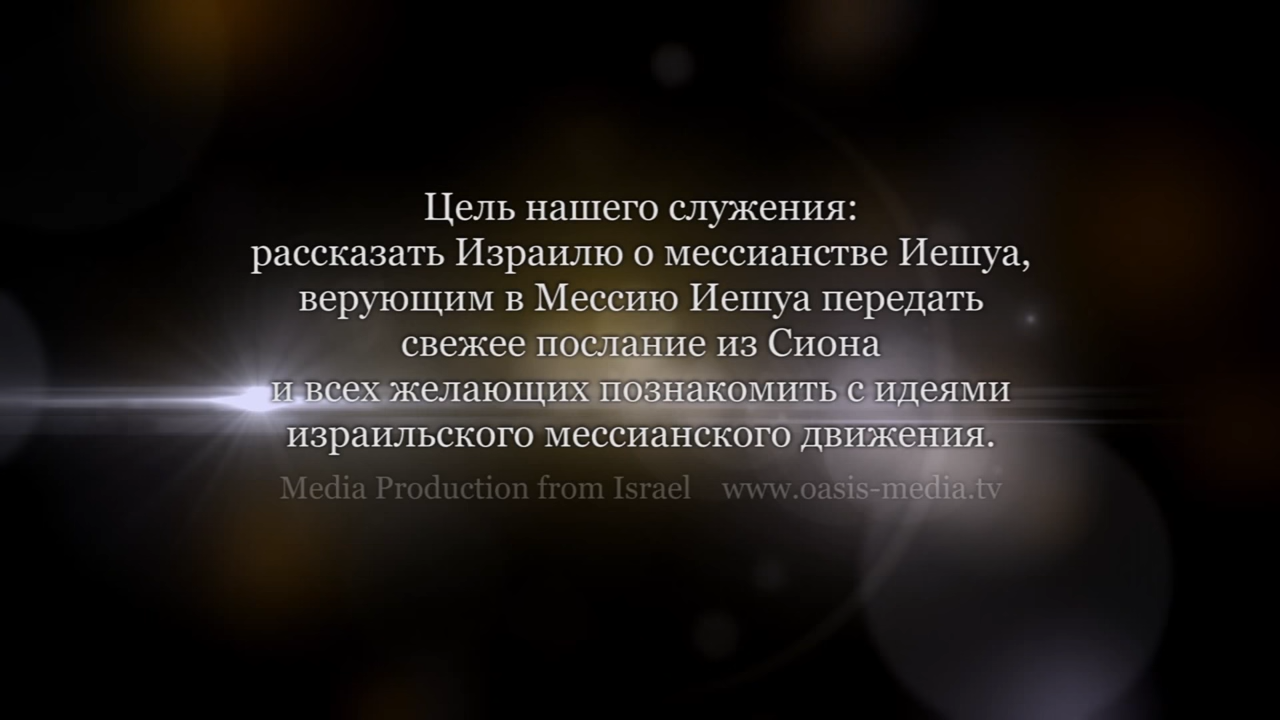 Цель нашего служения:
рассказать Израилю о мессианстве Иешуа,
верующим в Мессию Иешуа передать
свежее послание из Сиона
и всех желающих познакомить с идеями
израильского мессианского движения.
Media Production from Israel www.oasis-media.tv